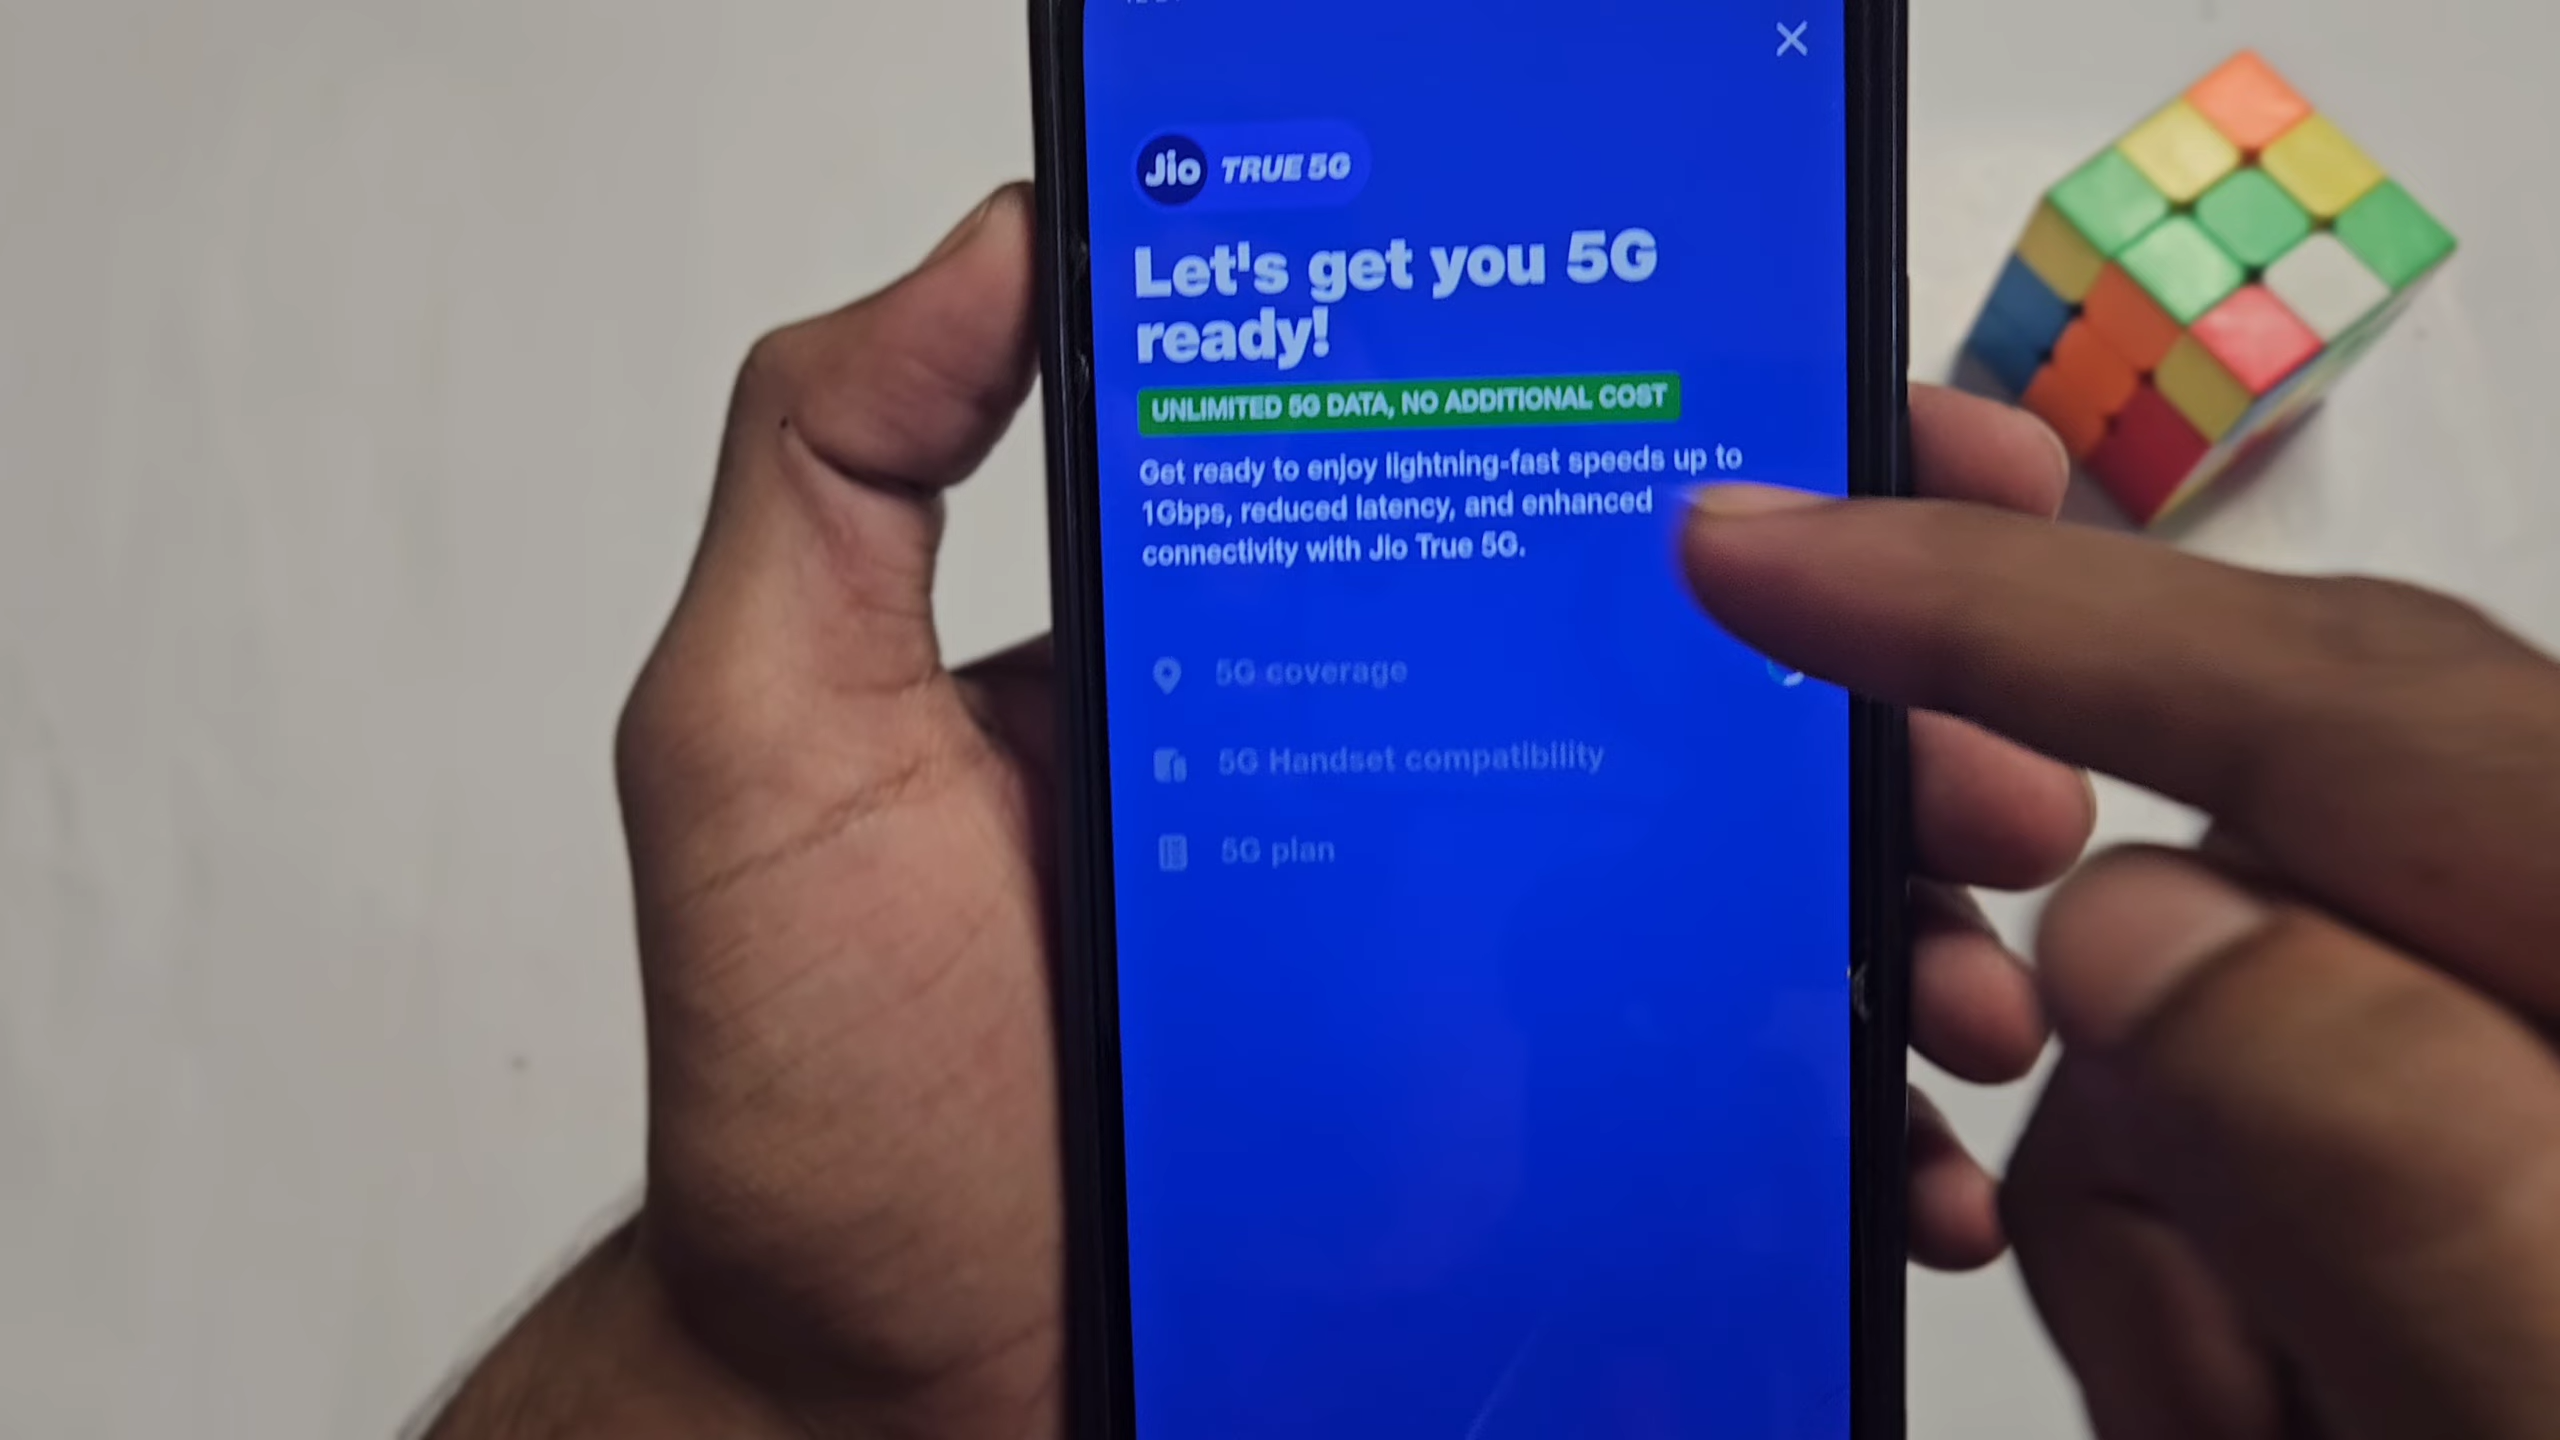 Jio TRUE 5G
Let's get you 5G
ready!
UNLIMITED 5G DATA, NO ADDITIONAL COST
Get ready to enjoy lightning-fast speeds up to
1Gbps, reduced latency, and enhanced
connectivity with Jio True 5G.
5G coverage
5G Handset compatibility
5G plan